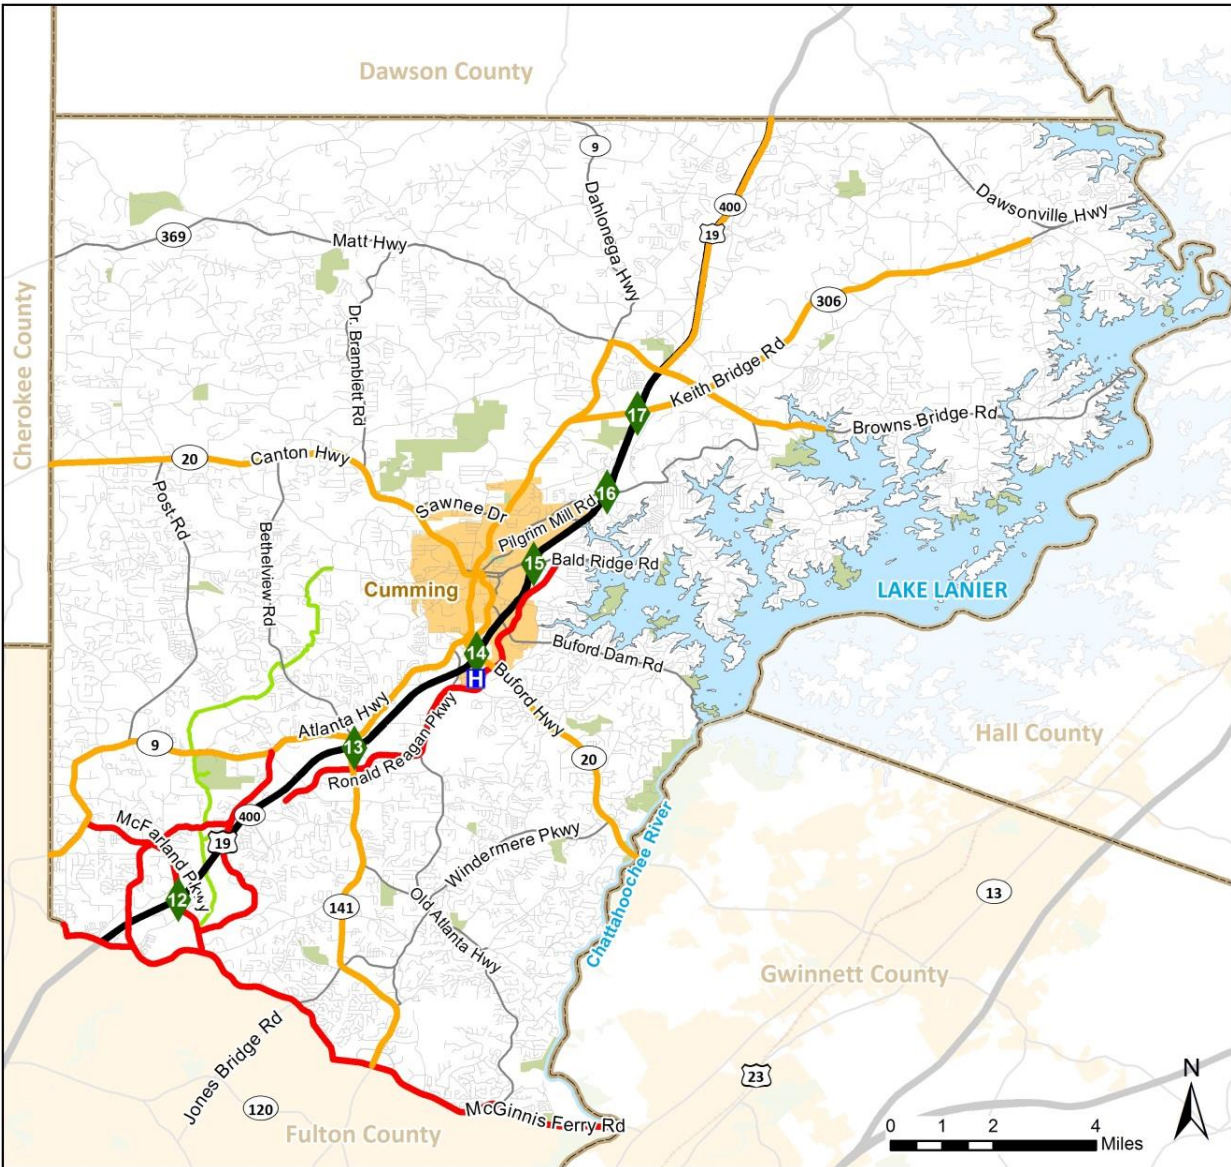 Dawson County
9
Dahlonega Hwy
400
19
Dawsonville Hwy
369
Matt Hwy
306
Cherokee County
Dr. Bramblett Rd
Keith Bridge Rd
17
Browns Bridge Rd
20
Canton Hwy
Post Rd
Bethelview Rd
Sawnee Dr
16
Pilgrim Mill Rd
15
Bald Ridge Rd
Cumming
LAKE LANIER
14
H
Buford Dam Rd
Buford Hwy
Atlanta Hwy
Hall County
9
13
Ronald Reagan Pkwy
20
McFarland Pkwy
400
19
Windermere Pkwy
Chattahoochee River
12
141
Old Atlanta Hwy
13
Gwinnett County
Jones Bridge Rd
23
120
McGinnis Ferry Rd
Fulton County
N
0 1 2 4
Miles